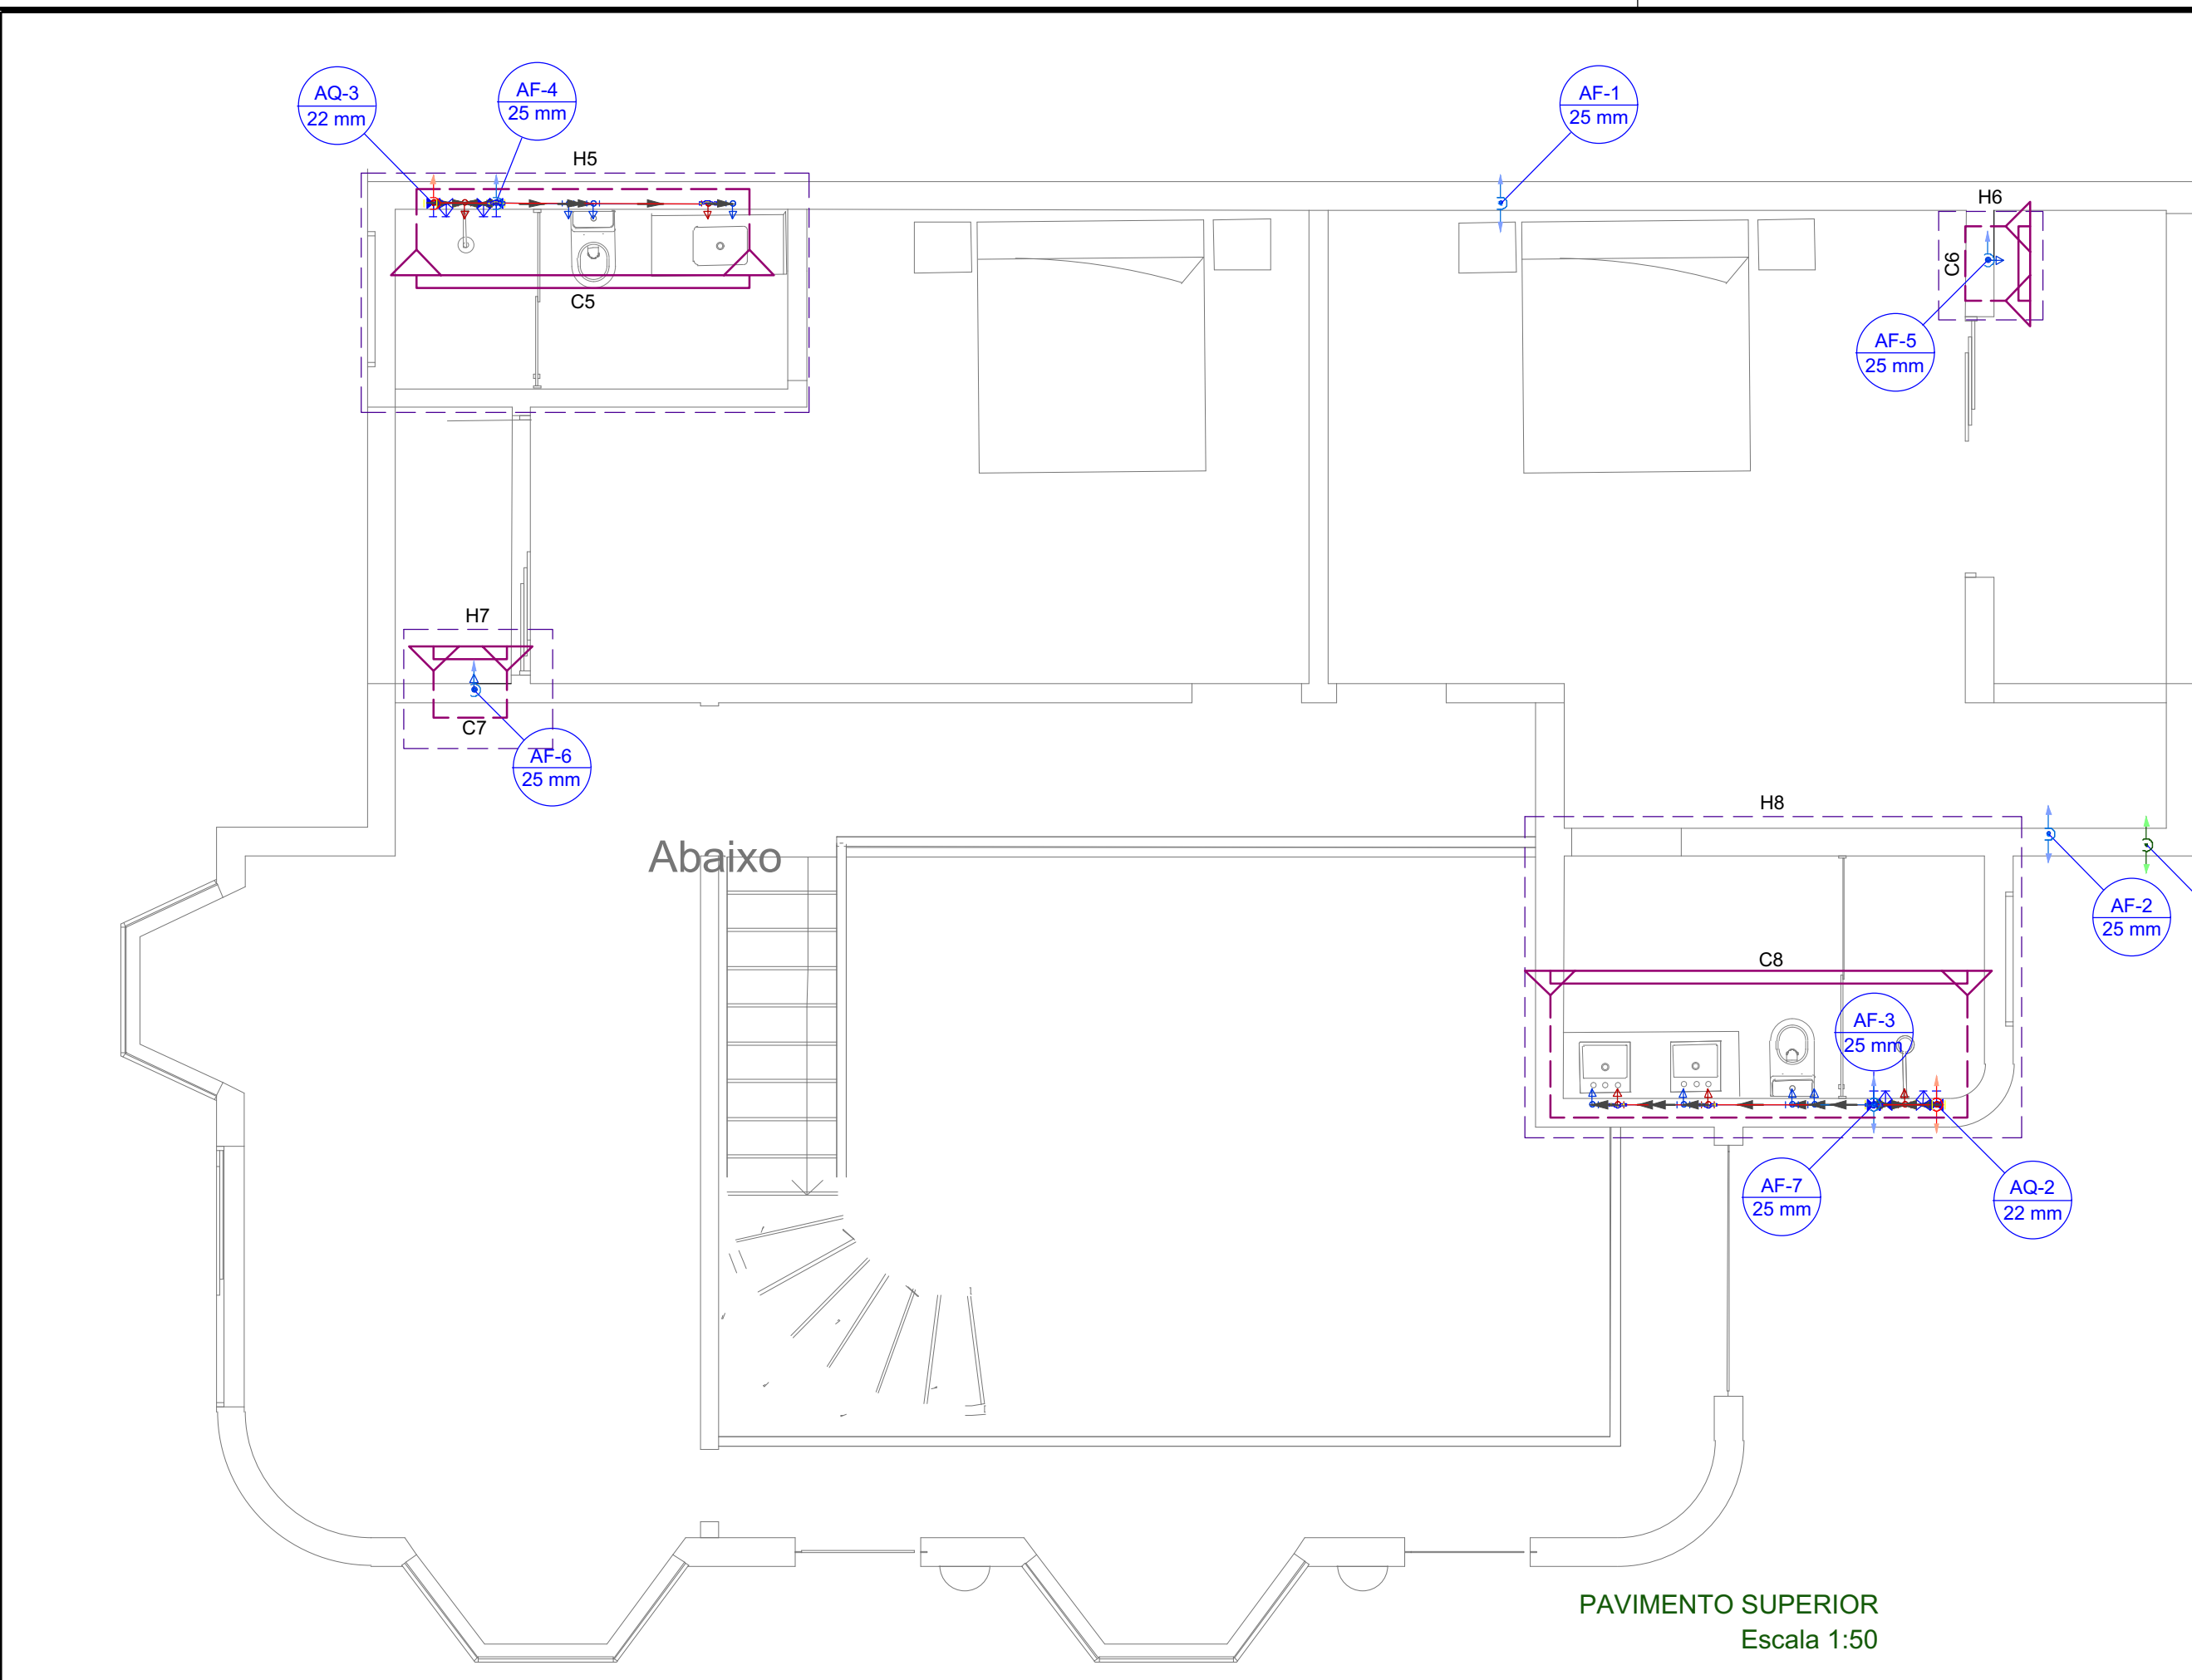 AQ-3
22 mm
AF-4
25 mm
AF-1
25 mm
H5
C5
H6
C6
AF-5
25 mm
H7
C7
AF-6
25 mm
Abaixo
H8
AF-2
25 mm
C8
AF-3
25 mm
AF-7
25 mm
AQ-2
22 mm
PAVIMENTO SUPERIOR
Escala 1:50